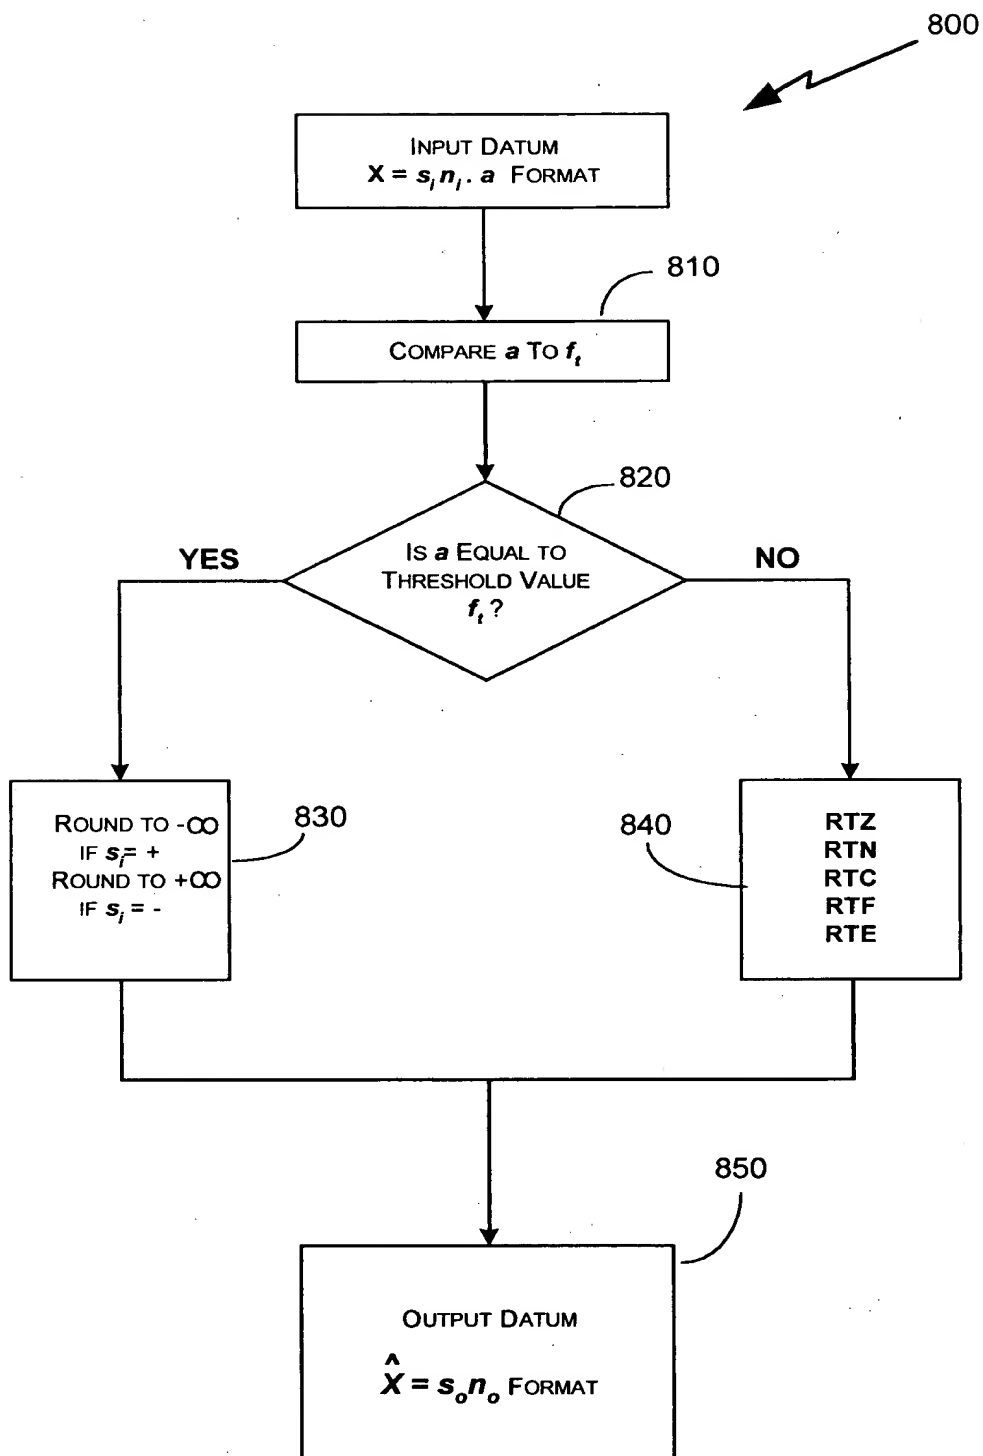 800
INPUT DATUM
X = s_i n_i . a FORMAT
810
COMPARE a TO f_t
820
IS a EQUAL TO
THRESHOLD VALUE
f_t ?
YES
NO
ROUND TO -∞
IF s_i = +
ROUND TO +∞
IF s_i = -
830
840
RTZ
RTN
RTC
RTF
RTE
850
OUTPUT DATUM
X̂ = s_o n_o FORMAT